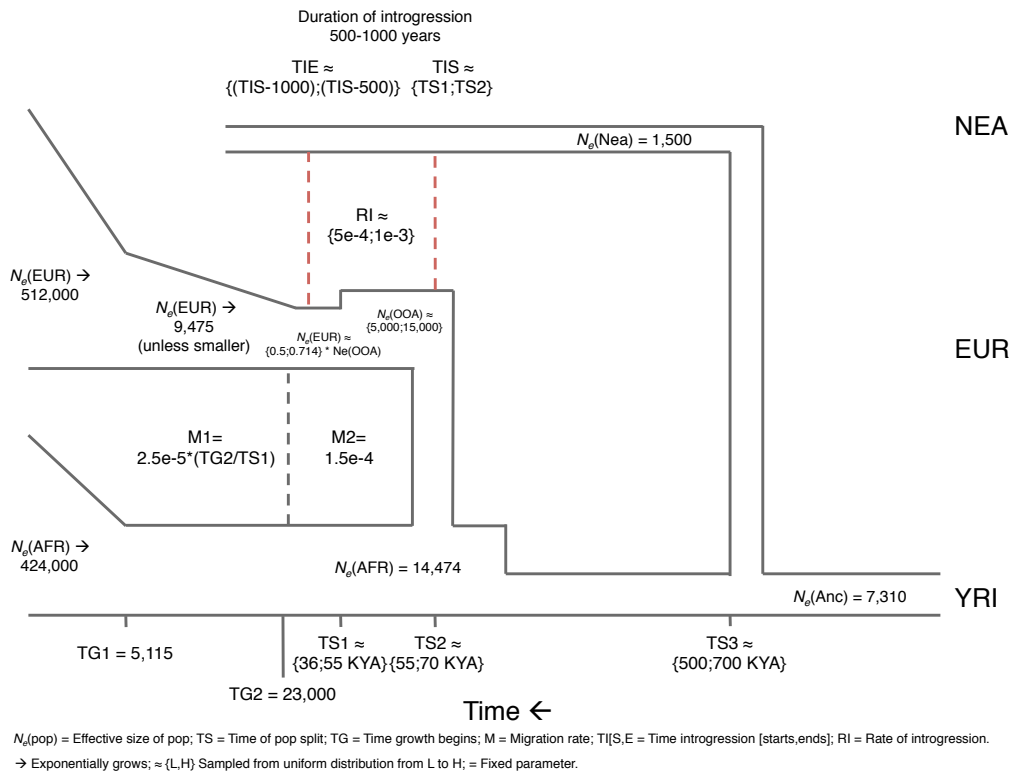 Duration of introgression
500-1000 years
TIE ≈
{(TIS-1000);(TIS-500)}
TIS ≈
{TS1;TS2}
NEA
Nₑ(Nea) = 1,500
RI ≈
{5e-4;1e-3}
Nₑ(EUR) →
512,000
Nₑ(EUR) →
9,475
(unless smaller)
Nₑ(OOA) ≈
{5,000;15,000}
Nₑ(EUR) ≈
{0.5;0.714} * Ne(OOA)
EUR
M1=
2.5e-5*(TG2/TS1)
M2=
1.5e-4
Nₑ(AFR) →
424,000
Nₑ(AFR) = 14,474
Nₑ(Anc) = 7,310
YRI
TG1 = 5,115
TS1 ≈
{36;55 KYA}
TS2 ≈
{55;70 KYA}
TS3 ≈
{500;700 KYA}
TG2 = 23,000
Time ←
Nₑ(pop) = Effective size of pop; TS = Time of pop split; TG = Time growth begins; M = Migration rate; TI[S,E = Time introgression [starts,ends]; RI = Rate of introgression.
→ Exponentially grows; ≈ {L,H} Sampled from uniform distribution from L to H; = Fixed parameter.